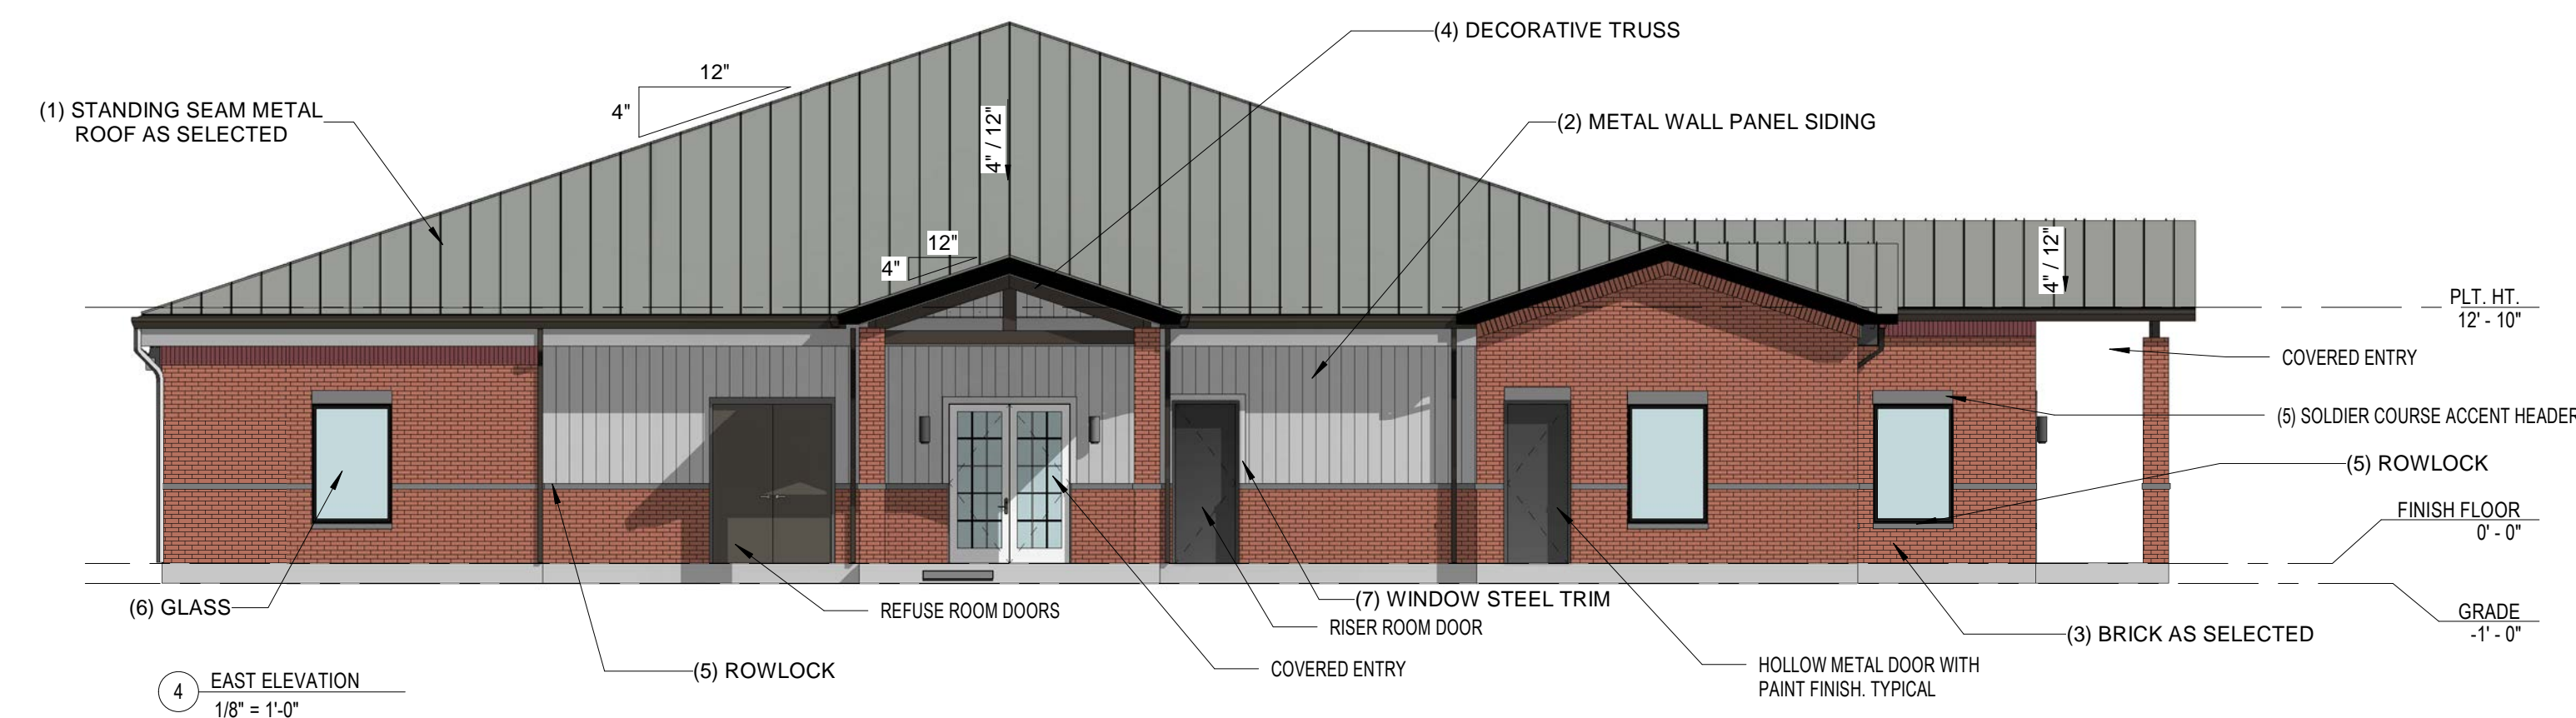 (4) DECORATIVE TRUSS
12"
4"
(1) STANDING SEAM METAL
ROOF AS SELECTED
4" / 12"
(2) METAL WALL PANEL SIDING
12"
4"
4" / 12"
PLT. HT.
12' - 10"
COVERED ENTRY
(5) SOLDIER COURSE ACCENT HEADER
(5) ROWLOCK
FINISH FLOOR
0' - 0"
(6) GLASS
REFUSE ROOM DOORS
(7) WINDOW STEEL TRIM
RISER ROOM DOOR
GRADE
-1' - 0"
(3) BRICK AS SELECTED
(5) ROWLOCK
COVERED ENTRY
HOLLOW METAL DOOR WITH
PAINT FINISH. TYPICAL
4
EAST ELEVATION
1/8" = 1'-0"